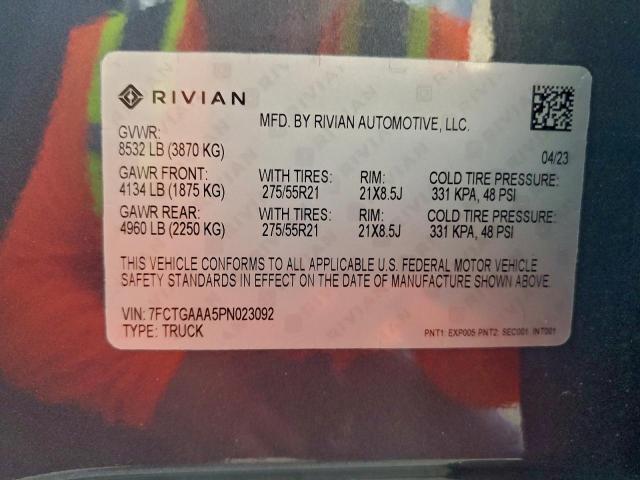 RIVIAN
MFD. BY RIVIAN AUTOMOTIVE, LLC.
GVWR:
8532 LB (3870 KG)
04/23
GAWR FRONT: WITH TIRES: RIM: COLD TIRE PRESSURE:
4134 LB (1875 KG) 275/55R21 21X8.5J 331 KPA, 48 PSI
GAWR REAR: WITH TIRES: RIM: COLD TIRE PRESSURE:
4960 LB (2250 KG) 275/55R21 21X8.5J 331 KPA, 48 PSI
THIS VEHICLE CONFORMS TO ALL APPLICABLE U.S. FEDERAL MOTOR VEHICLE
SAFETY STANDARDS IN EFFECT ON THE DATE OF MANUFACTURE SHOWN ABOVE.
VIN: 7FCTGAAA5PN023092
TYPE: TRUCK
PNT1: EXP005 PNT2: SEC001 INT001